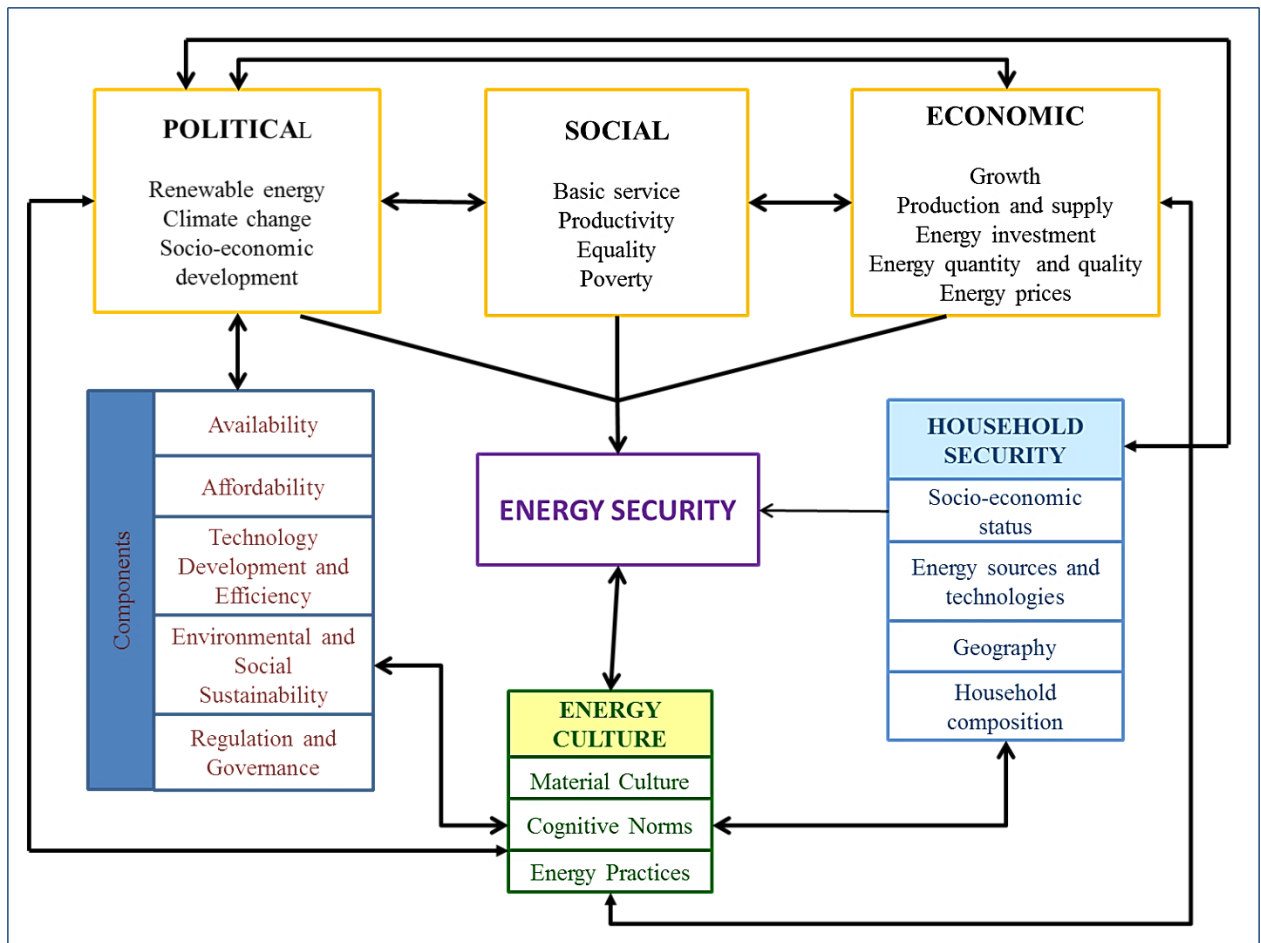 POLITICAL
Renewable energy
Climate change
Socio-economic
development
SOCIAL
Basic service
Productivity
Equality
Poverty
ECONOMIC
Growth
Production and supply
Energy investment
Energy quantity and quality
Energy prices
Components
Availability
Affordability
Technology
Development and
Efficiency
Environmental and
Social
Sustainability
Regulation and
Governance
ENERGY SECURITY
HOUSEHOLD
SECURITY
Socio-economic
status
Energy sources and
technologies
Geography
Household
composition
ENERGY
CULTURE
Material Culture
Cognitive Norms
Energy Practices